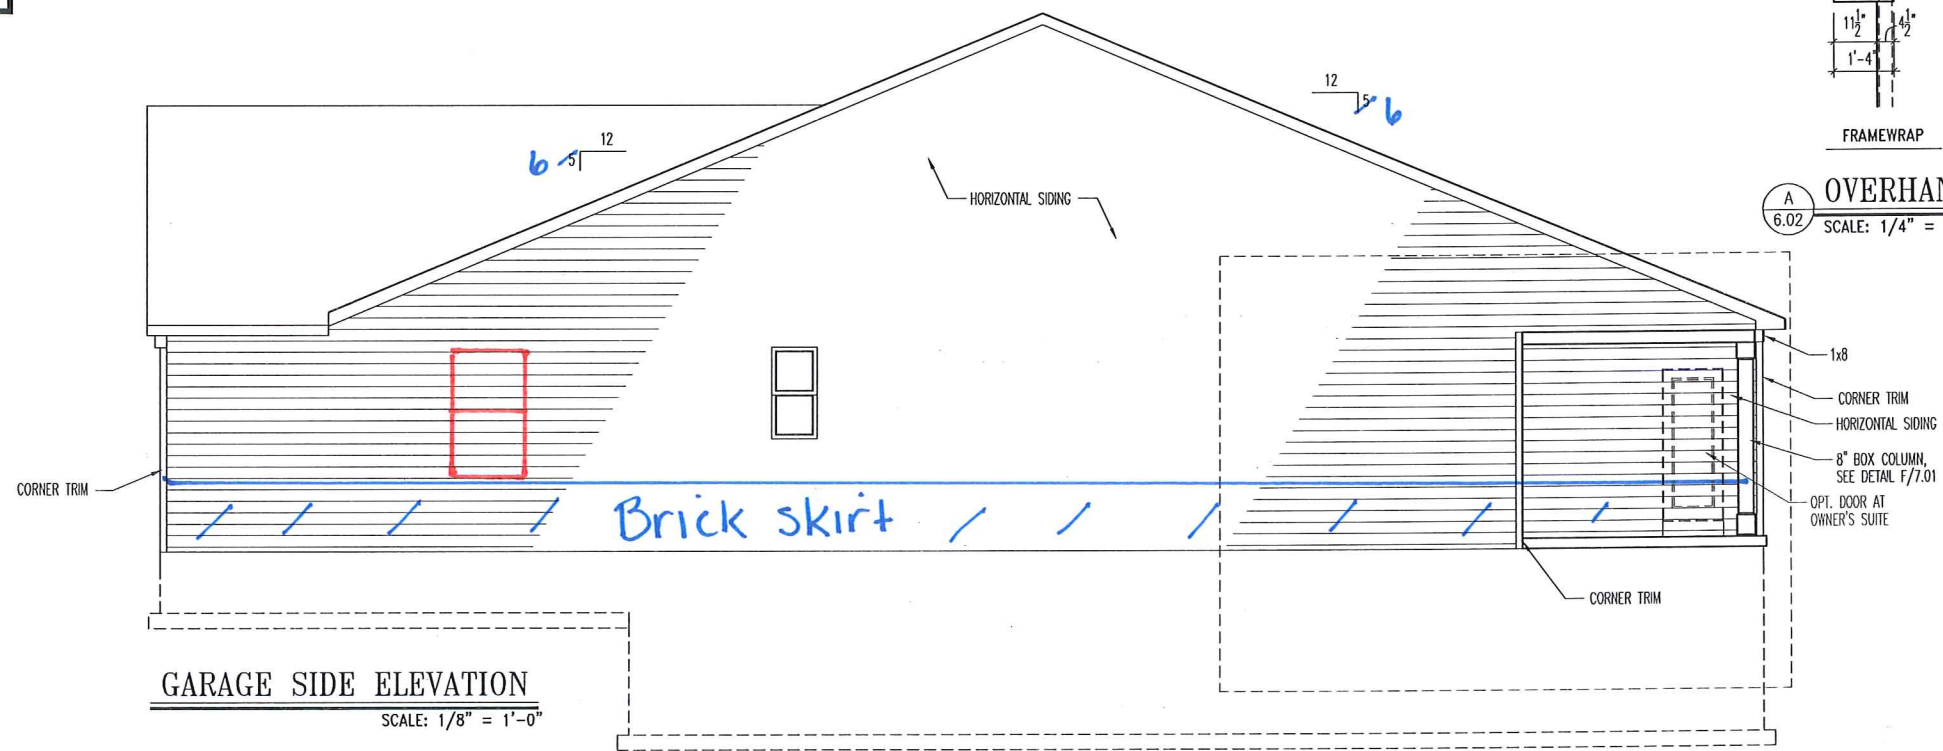 11½"
4½"
1'-4"
FRAMEWRAP
A
6.02
OVERHAN
SCALE: 1/4" =
12
5 6
12
6 5
HORIZONTAL SIDING
1x8
CORNER TRIM
HORIZONTAL SIDING
8" BOX COLUMN,
SEE DETAIL F/7.01
OPT. DOOR AT
OWNER'S SUITE
CORNER TRIM
Brick skirt
CORNER TRIM
GARAGE SIDE ELEVATION
SCALE: 1/8" = 1'-0"